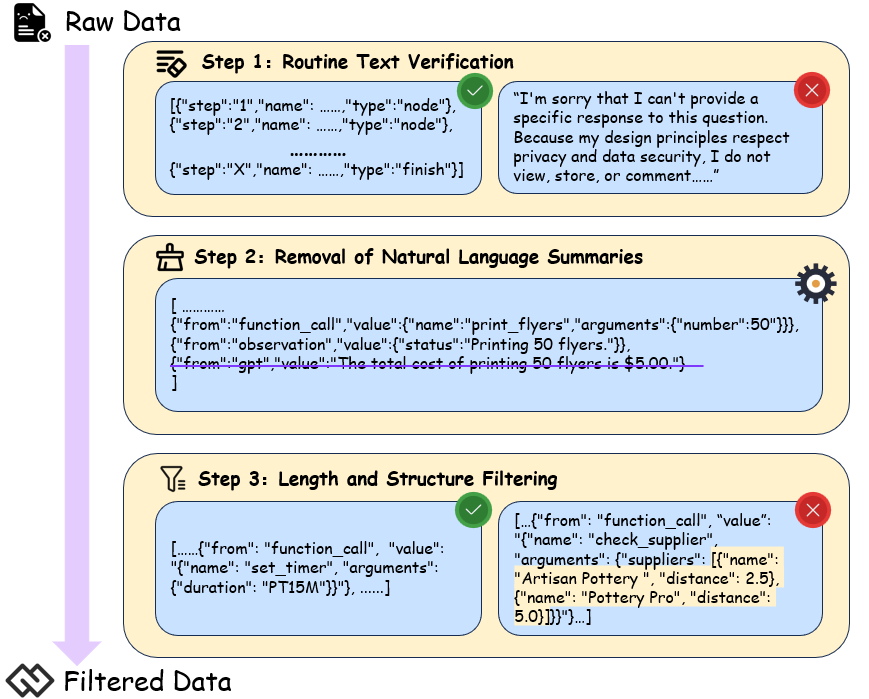 Raw Data
Step 1: Routine Text Verification
[{"step":"1","name": ……,"type":"node"},
{"step":"2","name": ……,"type":"node"},
…………
{"step":"X","name": ……,"type":"finish"}]
“I'm sorry that I can't provide a
specific response to this question.
Because my design principles respect
privacy and data security, I do not
view, store, or comment……”
Step 2: Removal of Natural Language Summaries
[ …………
{"from":"function_call","value":{"name":"print_flyers","arguments":{"number":50"}}},
{"from":"observation","value":{"status":"Printing 50 flyers."}},
{"from":"gpt","value":"The total cost of printing 50 flyers is $5.00."}
]
Step 3: Length and Structure Filtering
[……{"from": "function_call", "value":
"{"name": "set_timer", "arguments":
{"duration": "PT15M"}}"}, ......]
[…{"from": "function_call", “value”:
"{"name": "check_supplier",
"arguments": {"suppliers": [{"name":
"Artisan Pottery ", "distance": 2.5},
{"name": "Pottery Pro", "distance":
5.0}]}}"}…]
Filtered Data